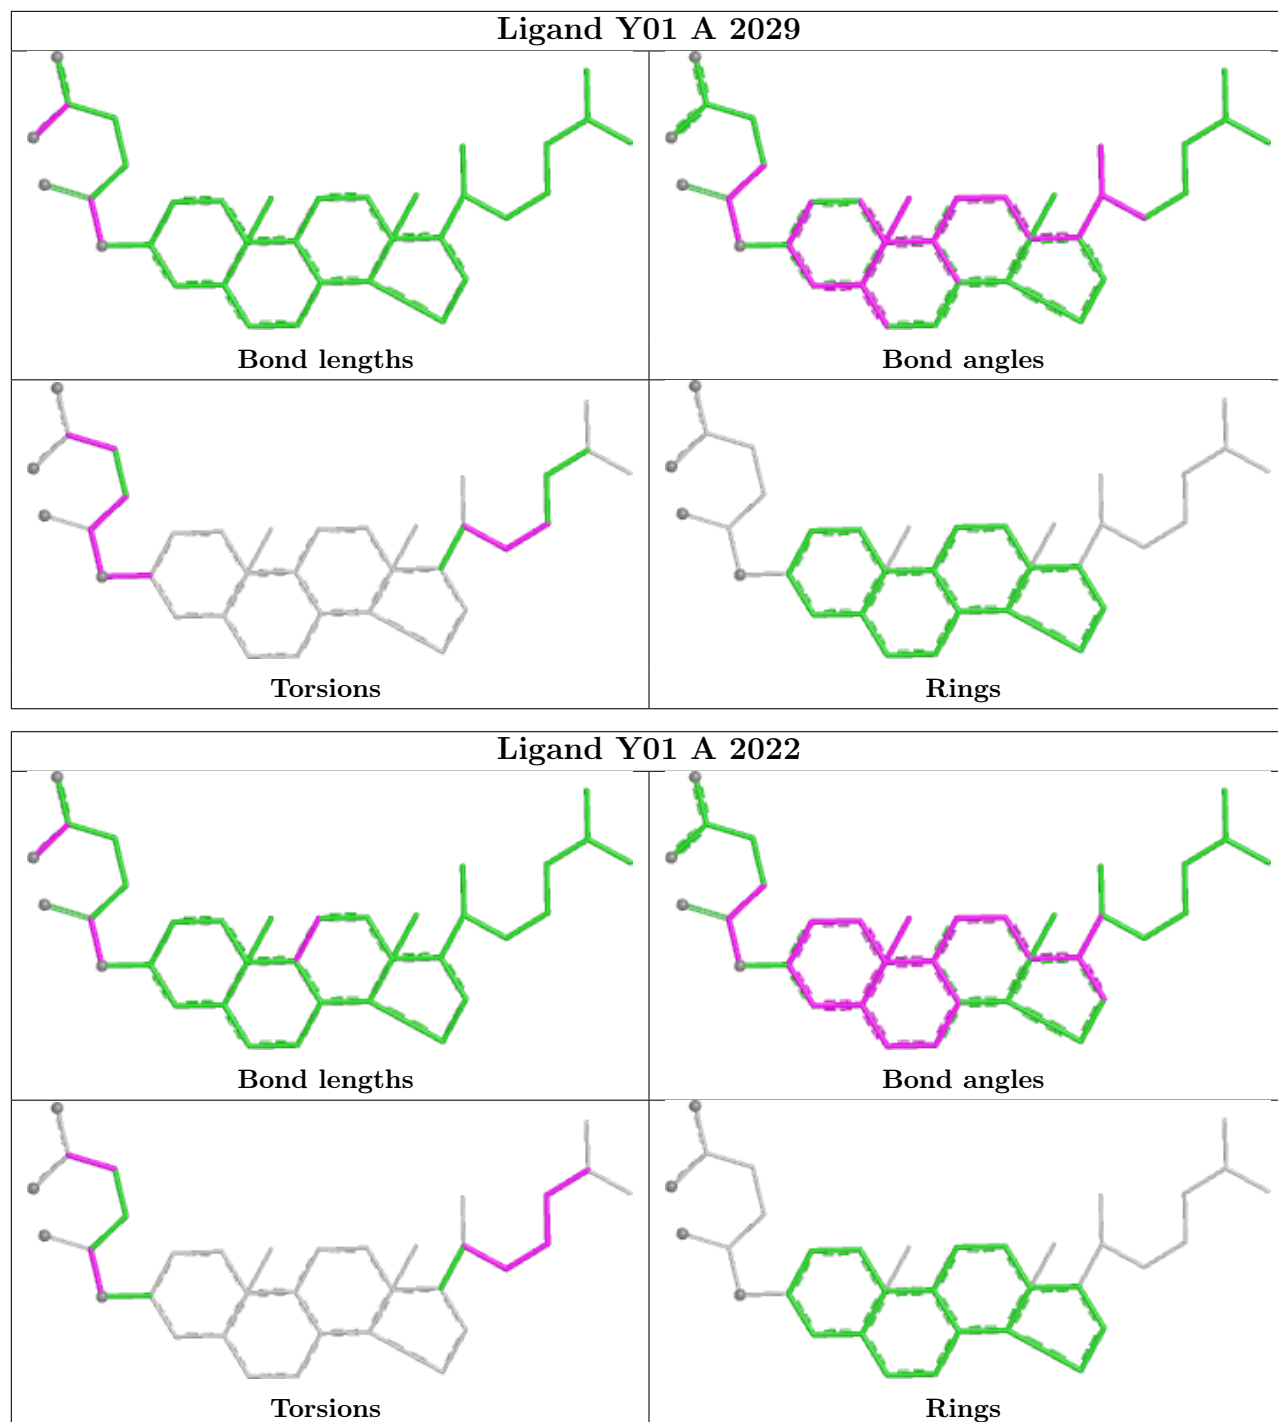 Ligand Y01 A 2029
Bond lengths
Bond angles
Torsions
Rings
Ligand Y01 A 2022
Bond lengths
Bond angles
Torsions
Rings